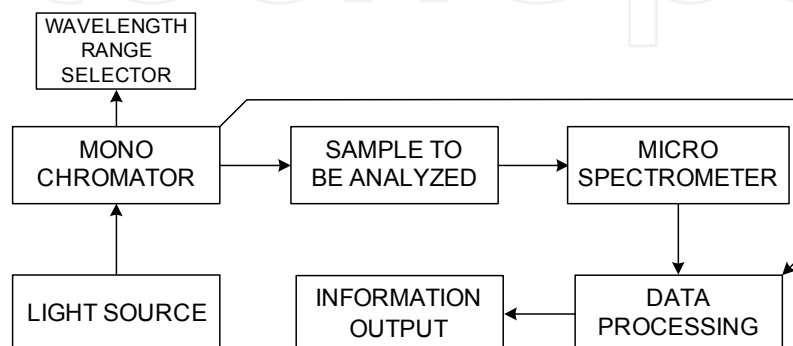 WAVELENGTH
RANGE
SELECTOR
MONO
CHROMATOR
SAMPLE TO
BE ANALYZED
MICRO
SPECTROMETER
LIGHT SOURCE
INFORMATION
OUTPUT
DATA
PROCESSING